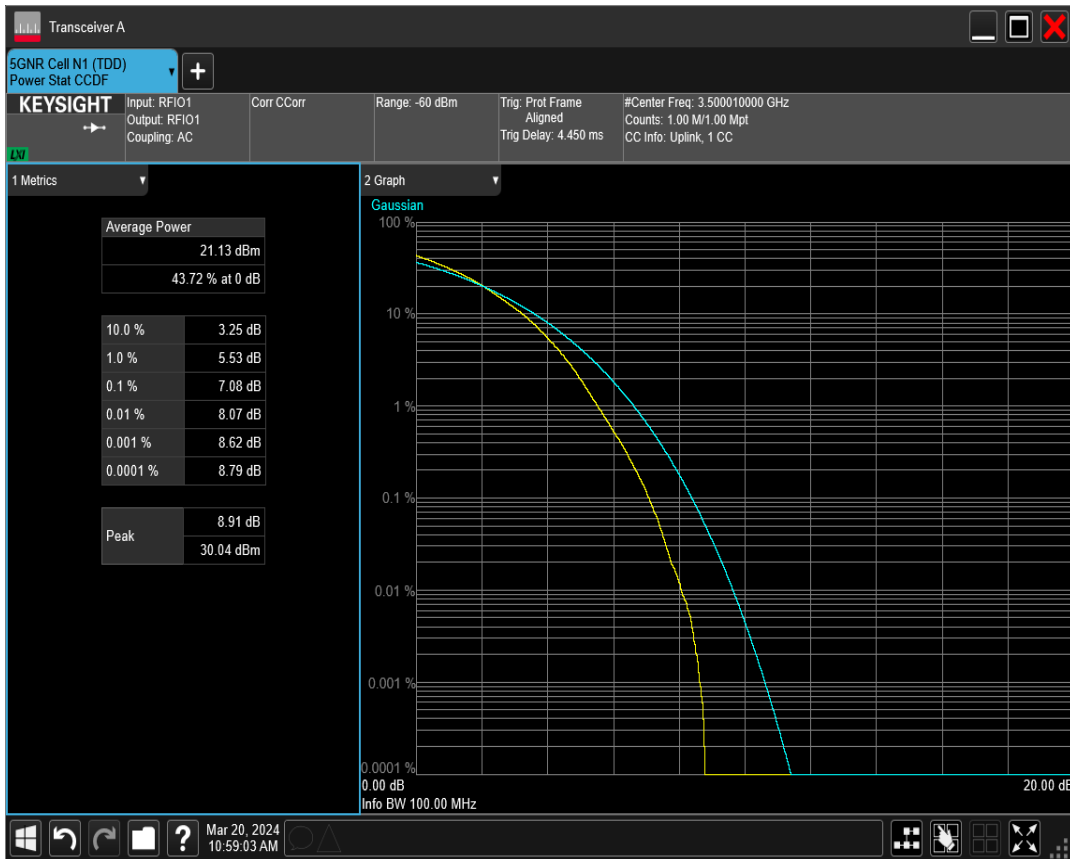 Transceiver A
5GNR Cell N1 (TDD)
Power Stat CCDF
+
KEYSIGHT
LXI
Input: RFIO1
Output: RFIO1
Coupling: AC
Corr CCorr
Range: -60 dBm
Trig: Prot Frame
Aligned
Trig Delay: 4.450 ms
#Center Freq: 3.500010000 GHz
Counts: 1.00 M/1.00 Mpt
CC Info: Uplink, 1 CC
1 Metrics
Average Power
21.13 dBm
43.72 % at 0 dB
10.0 % 3.25 dB
1.0 % 5.53 dB
0.1 % 7.08 dB
0.01 % 8.07 dB
0.001 % 8.62 dB
0.0001 % 8.79 dB
Peak 8.91 dB
30.04 dBm
2 Graph
Gaussian
100 %
10 %
1 %
0.1 %
0.01 %
0.001 %
0.0001 %
0.00 dB 20.00 dB
Info BW 100.00 MHz
?
Mar 20, 2024
10:59:03 AM